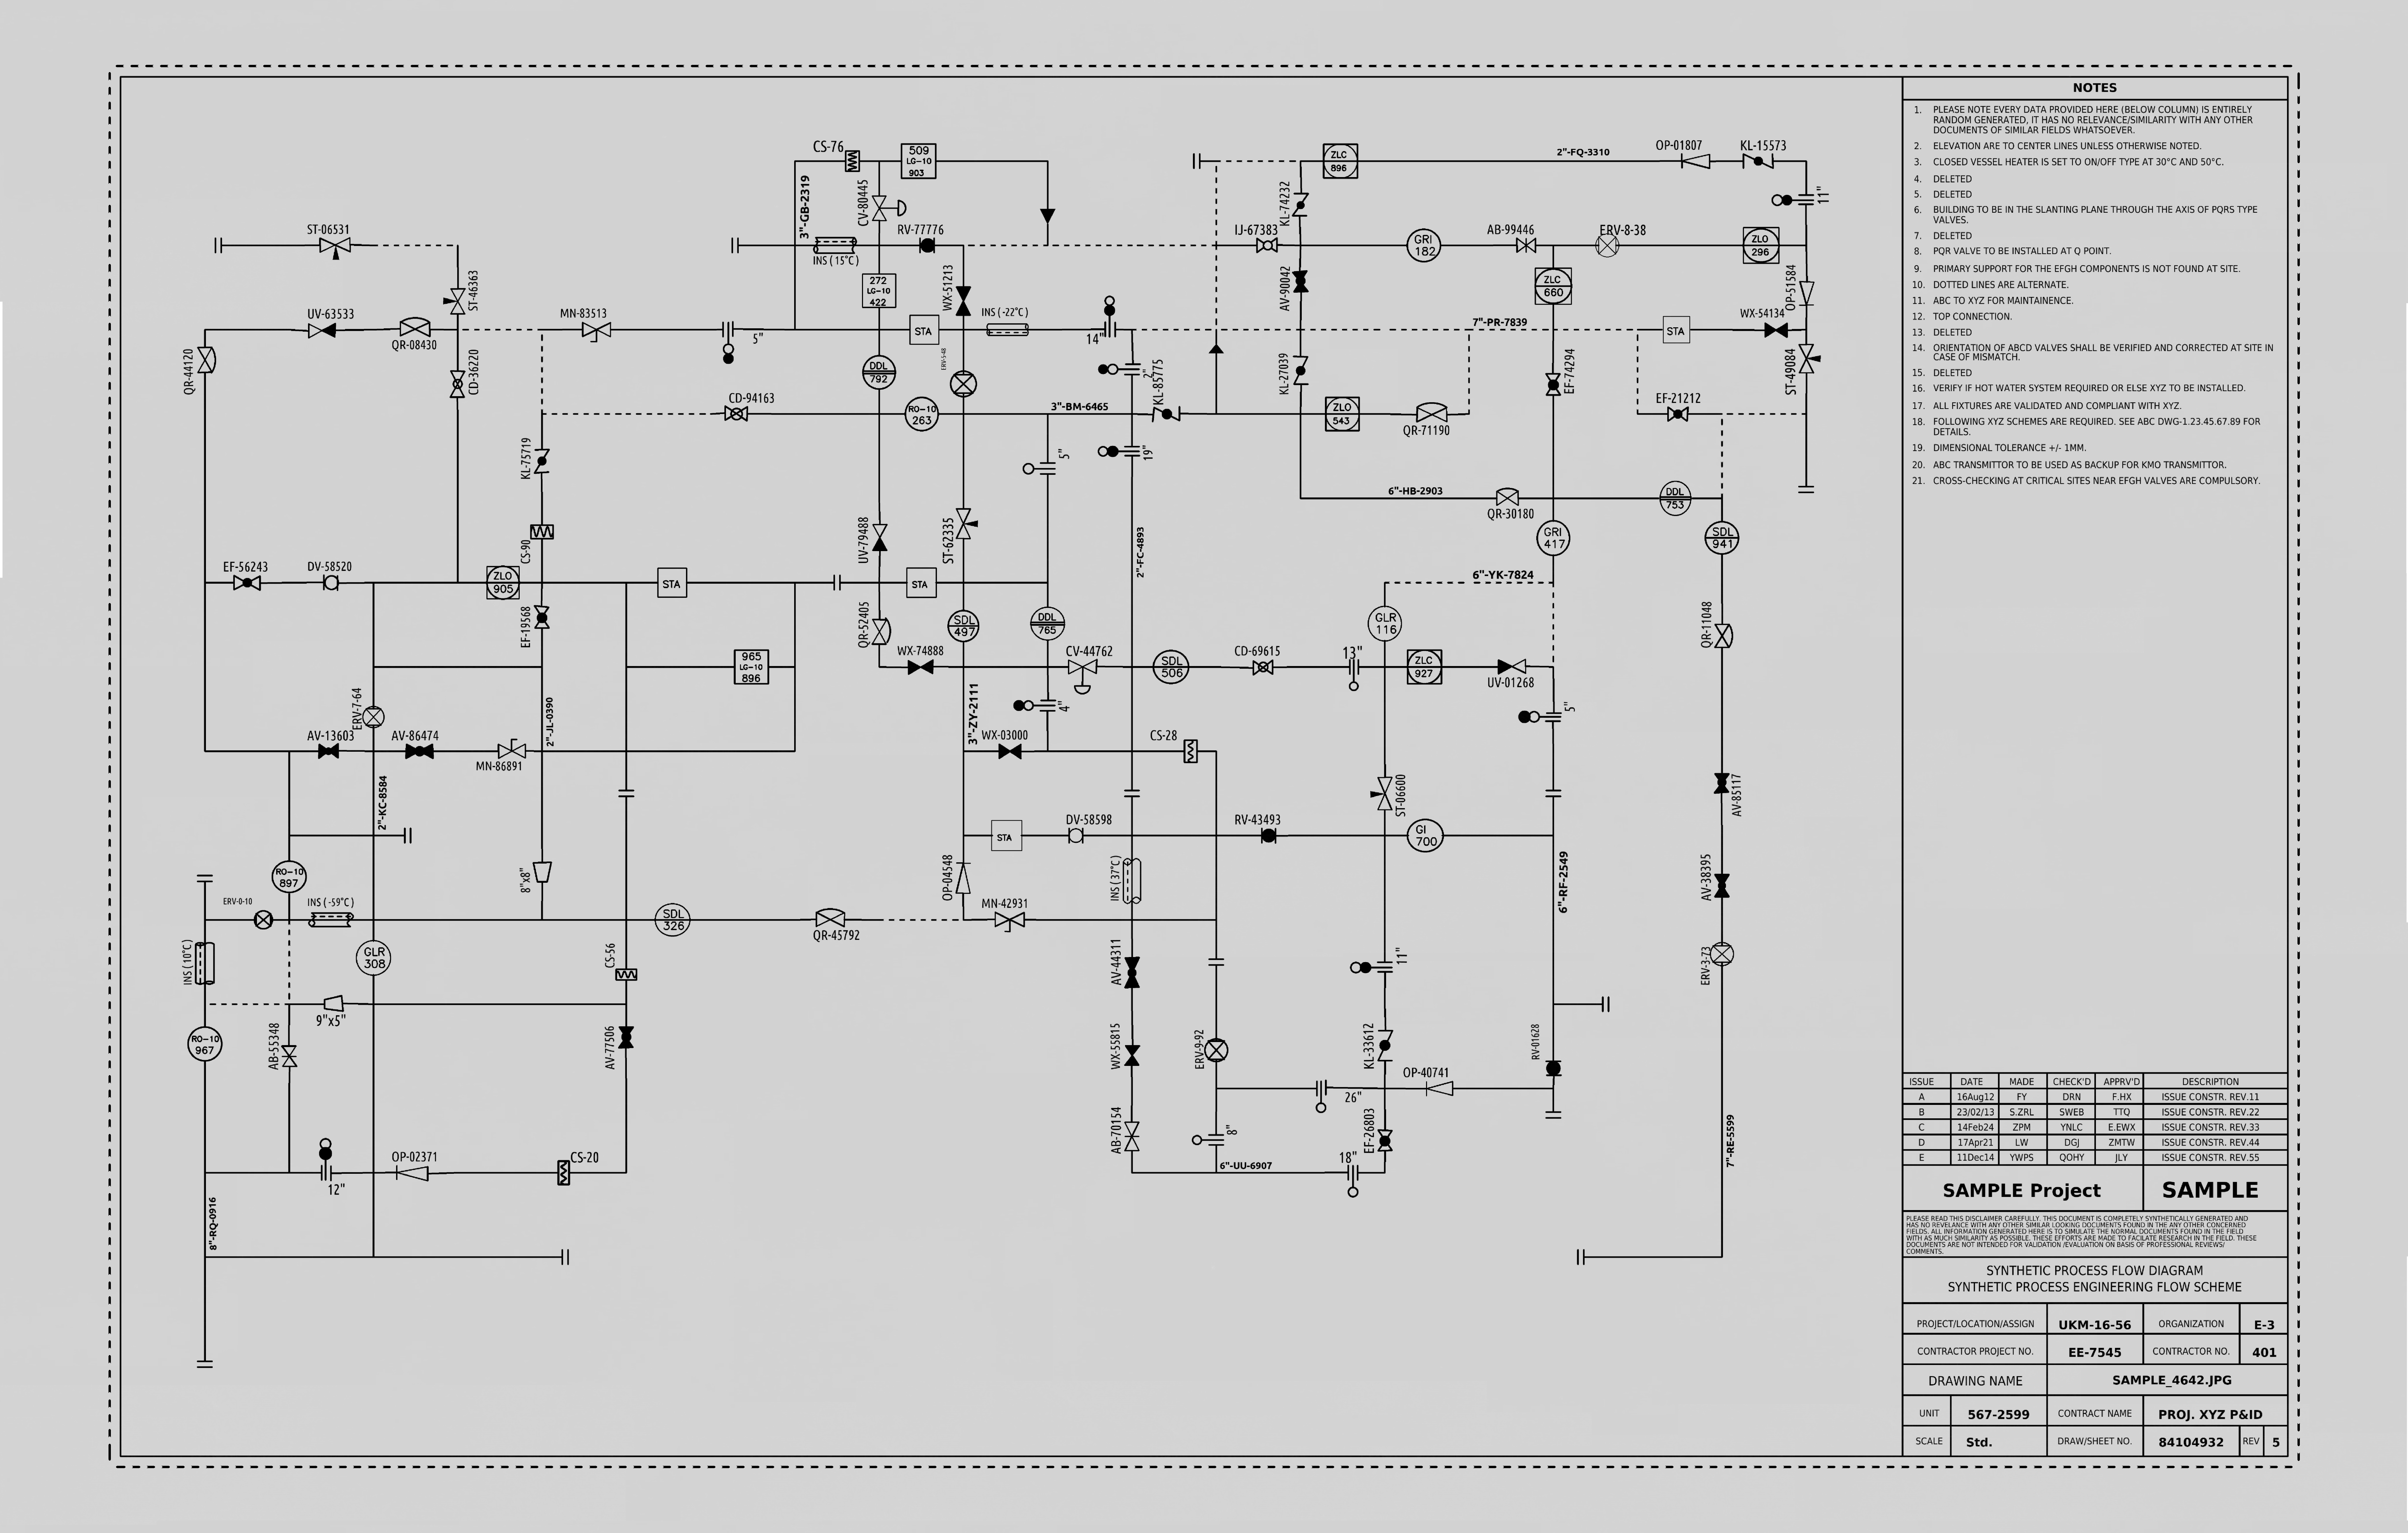 CS-76
509
LG-10
903
2"-FQ-3310
OP-01807
KL-15573
ZLC
896
11"
3"-GB-2319
CV-80445
KL-74232
ST-06531
RV-77776
INS (15°C)
IJ-67383
GRI
182
AB-99446
ERV-8-38
ZLO
296
ST-46363
272
LG-10
422
WX-51213
AV-90042
ZLC
660
OP-51584
UV-63533
QR-08430
MN-83513
5"
STA
INS (-22°C)
14"
7"-PR-7839
STA
WX-54134
QR-44120
CD-36220
DDL
792
ERV-5-48
2"
KL-85775
KL-27039
EF-74294
ST-49084
CD-94163
RO-10
263
3"-BM-6465
ZLO
543
QR-71190
EF-21212
KL-75719
5"
19"
6"-HB-2903
QR-30180
DDL
753
CS-90
UV-79488
ST-62335
2"-FC-4893
GRI
417
SDL
941
EF-56243
DV-58520
ZLO
905
STA
STA
6"-YK-7824
EF-19568
QR-52405
SDL
497
DDL
765
GLR
116
QR-11048
965
LG-10
896
WX-74888
CV-44762
SDL
506
CD-69615
13"
ZLC
927
UV-01268
ERV-7-64
2"-JL-0390
3"-ZY-2111
4"
5"
AV-13603
AV-86474
MN-86891
WX-03000
CS-28
2"-KC-8584
ST-06600
AV-85117
STA
DV-58598
RV-43493
GI
700
RO-10
897
8"x8"
OP-04548
INS (37°C)
6"-RF-2549
AV-38395
ERV-0-10
INS (-59°C)
SDL
326
QR-45792
MN-42931
INS (10°C)
GLR
308
CS-56
AV-44311
11"
ERV-3-73
9"x5"
RO-10
967
AB-55348
AV-77506
WX-55815
ERV-9-92
KL-33612
RV-01628
26"
OP-40741
12"
OP-02371
CS-20
AB-70154
8"
6"-UU-6907
18"
EF-26803
7"-RE-5599
8"-RQ-0916
NOTES
1. PLEASE NOTE EVERY DATA PROVIDED HERE (BELOW COLUMN) IS ENTIRELY
RANDOM GENERATED, IT HAS NO RELEVANCE/SIMILARITY WITH ANY OTHER
DOCUMENTS OF SIMILAR FIELDS WHATSOEVER.
2. ELEVATION ARE TO CENTER LINES UNLESS OTHERWISE NOTED.
3. CLOSED VESSEL HEATER IS SET TO ON/OFF TYPE AT 30°C AND 50°C.
4. DELETED
5. DELETED
6. BUILDING TO BE IN THE SLANTING PLANE THROUGH THE AXIS OF PQRS TYPE
VALVES.
7. DELETED
8. PQR VALVE TO BE INSTALLED AT Q POINT.
9. PRIMARY SUPPORT FOR THE EFGH COMPONENTS IS NOT FOUND AT SITE.
10. DOTTED LINES ARE ALTERNATE.
11. ABC TO XYZ FOR MAINTAINENCE.
12. TOP CONNECTION.
13. DELETED
14. ORIENTATION OF ABCD VALVES SHALL BE VERIFIED AND CORRECTED AT SITE IN
CASE OF MISMATCH.
15. DELETED
16. VERIFY IF HOT WATER SYSTEM REQUIRED OR ELSE XYZ TO BE INSTALLED.
17. ALL FIXTURES ARE VALIDATED AND COMPLIANT WITH XYZ.
18. FOLLOWING XYZ SCHEMES ARE REQUIRED. SEE ABC DWG-1.23.45.67.89 FOR
DETAILS.
19. DIMENSIONAL TOLERANCE +/- 1MM.
20. ABC TRANSMITTOR TO BE USED AS BACKUP FOR KMO TRANSMITTOR.
21. CROSS-CHECKING AT CRITICAL SITES NEAR EFGH VALVES ARE COMPULSORY.
ISSUE DATE MADE CHECK'D APPRV'D DESCRIPTION
A 16Aug12 FY DRN F.HX ISSUE CONSTR. REV.11
B 23/02/13 S.ZRL SWEB TTQ ISSUE CONSTR. REV.22
C 14Feb24 ZPM YNLC E.EWX ISSUE CONSTR. REV.33
D 17Apr21 LW DGJ ZMTW ISSUE CONSTR. REV.44
E 11Dec14 YWPS QOHY JLY ISSUE CONSTR. REV.55
SAMPLE Project SAMPLE
PLEASE READ THIS DISCLAIMER CAREFULLY. THIS DOCUMENT IS COMPLETELY SYNTHETICALLY GENERATED AND
HAS NO REVELANCE WITH ANY OTHER SIMILAR LOOKING DOCUMENTS FOUND IN THE ANY OTHER CONCERNED
FIELDS. ALL INFORMATION GENERATED HERE IS TO SIMULATE THE NORMAL DOCUMENTS FOUND IN THE FIELD
WITH AS MUCH SIMILARITY AS POSSIBLE. THESE EFFORTS ARE MADE TO FACILATE RESEARCH IN THE FIELD. THESE
DOCUMENTS ARE NOT INTENDED FOR VALIDATION /EVALUATION ON BASIS OF PROFESSIONAL REVIEWS/
COMMENTS.
SYNTHETIC PROCESS FLOW DIAGRAM
SYNTHETIC PROCESS ENGINEERING FLOW SCHEME
PROJECT/LOCATION/ASSIGN UKM-16-56 ORGANIZATION E-3
CONTRACTOR PROJECT NO. EE-7545 CONTRACTOR NO. 401
DRAWING NAME SAMPLE_4642.JPG
UNIT 567-2599 CONTRACT NAME PROJ. XYZ P&ID
SCALE Std. DRAW/SHEET NO. 84104932 REV 5